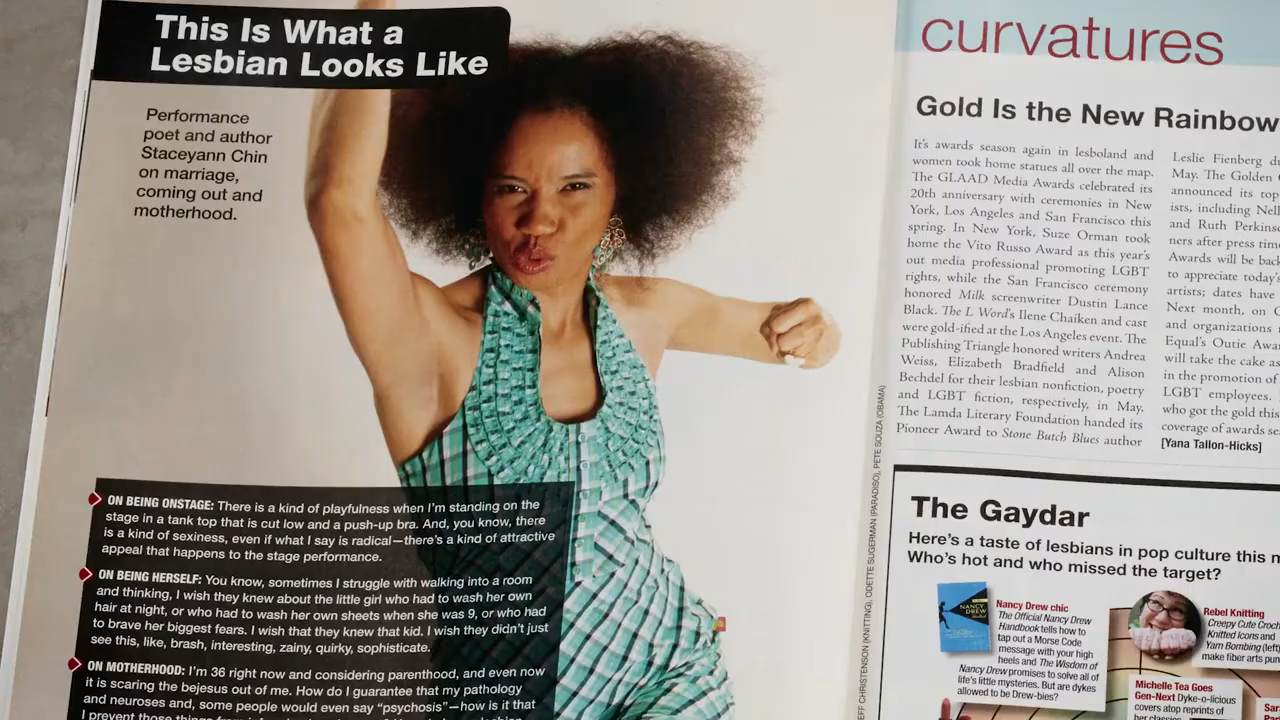 This Is What a
Lesbian Looks Like
Performance
poet and author
Staceyann Chin
on marriage,
coming out and
motherhood.
ON BEING ONSTAGE: There is a kind of playfulness when I'm standing on the
stage in a tank top that is cut low and a push-up bra. And, you know, there
is a kind of sexiness, even if what I say is radical—there's a kind of attractive
appeal that happens to the stage performance.
ON BEING HERSELF: You know, sometimes I struggle with walking into a room
and thinking, I wish they knew about the little girl who had to wash her own
hair at night, or who had to wash her own sheets when she was 9, or who had
to brave her biggest fears. I wish that they knew that kid. I wish they didn't just
see this, like, brash, interesting, zainy, quirky, sophisticate.
ON MOTHERHOOD: I'm 36 right now and considering parenthood, and even now
it is scaring the bejesus out of me. How do I guarantee that my pathology
and neuroses and, some people would even say “psychosis”—how is it that
I prevent those things from
EFF CHRISTENSON (KNITTING), ODETTE SUGERMAN (PARADISO), PETE SOUZA (OBAMA)
curvatures
Gold Is the New Rainbow
It's awards season again in lesboland and
women took home statues all over the map.
The GLAAD Media Awards celebrated its
20th anniversary with ceremonies in New
York, Los Angeles and San Francisco this
spring. In New York, Suze Orman took
home the Vito Russo Award as this year's
out media professional promoting LGBT
rights, while the San Francisco ceremony
honored Milk screenwriter Dustin Lance
Black. The L Word's Ilene Chaiken and cast
were gold-ified at the Los Angeles event. The
Publishing Triangle honored writers Andrea
Weiss, Elizabeth Bradfield and Alison
Bechdel for their lesbian nonfiction, poetry
and LGBT fiction, respectively, in May.
The Lamda Literary Foundation handed its
Pioneer Award to Stone Butch Blues author
Leslie Fienberg du
May. The Golden C
announced its top
ists, including Nell
and Ruth Perkinso
ners after press time
Awards will be back
to appreciate today'
artists; dates have
Next month, on O
and organizations
Equal's Outie Awa
will take the cake as
in the promotion of
LGBT employees.
who got the gold this
coverage of awards se
[Yana Tallon-Hicks]
The Gaydar
Here's a taste of lesbians in pop culture this m
Who's hot and who missed the target?
NANCY DREW
Nancy Drew chic
The Official Nancy Drew
Handbook tells how to
tap out a Morse Code
message with your high
heels and The Wisdom of
Nancy Drew promises to solve all of
life's little mysteries. But are dykes
allowed to be Drew-bies?
Rebel Knitting
Creepy Cute Croch
Knitted Icons and
Yarn Bombing (left)
make fiber arts pun
Michelle Tea Goes
Gen-Next Dyke-o-licious
covers atop reprints of
her classics
Sara